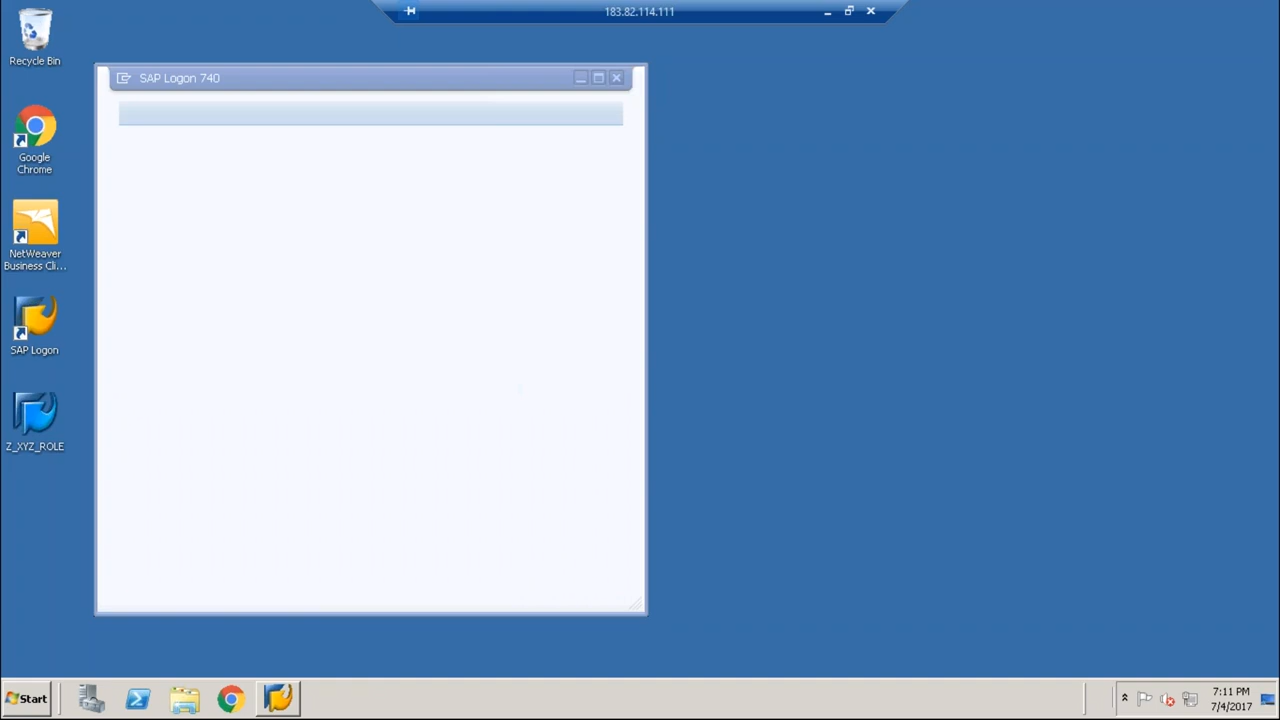 183.82.114.111
Recycle Bin
SAP Logon 740
Google
Chrome
NetWeaver
Business Cli...
SAP Logon
Z_XYZ_ROLE
Start
7:11 PM
7/4/2017